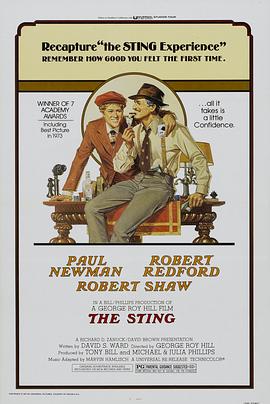 Recapture "the STING Experience"
REMEMBER HOW GOOD YOU FELT THE FIRST TIME.
WINNER OF 7
ACADEMY
AWARDS
Including
Best Picture
in 1973
...all it
takes is
a little
Confidence.
PAUL
NEWMAN
ROBERT
REDFORD
ROBERT SHAW
IN A BILL/PHILLIPS PRODUCTION OF
A GEORGE ROY HILL FILM
THE STING
A RICHARD D. ZANUCK/DAVID BROWN PRESENTATION
Written by DAVID S. WARD Directed by GEORGE ROY HILL
Produced by TONY BILL and MICHAEL & JULIA PHILLIPS
Music Adapted by MARVIN HAMLISCH A UNIVERSAL RE-RELEASE TECHNICOLOR®
PG PARENTAL GUIDANCE SUGGESTED